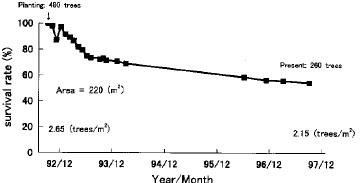 Planting: 480 trees
100
80
60
40
20
0
survival rate (%)
Present: 260 trees
Area = 220 (m²)
2.65 (trees/m²)
2.15 (trees/m²)
92/12 93/12 94/12 95/12 96/12 97/12
Year/Month